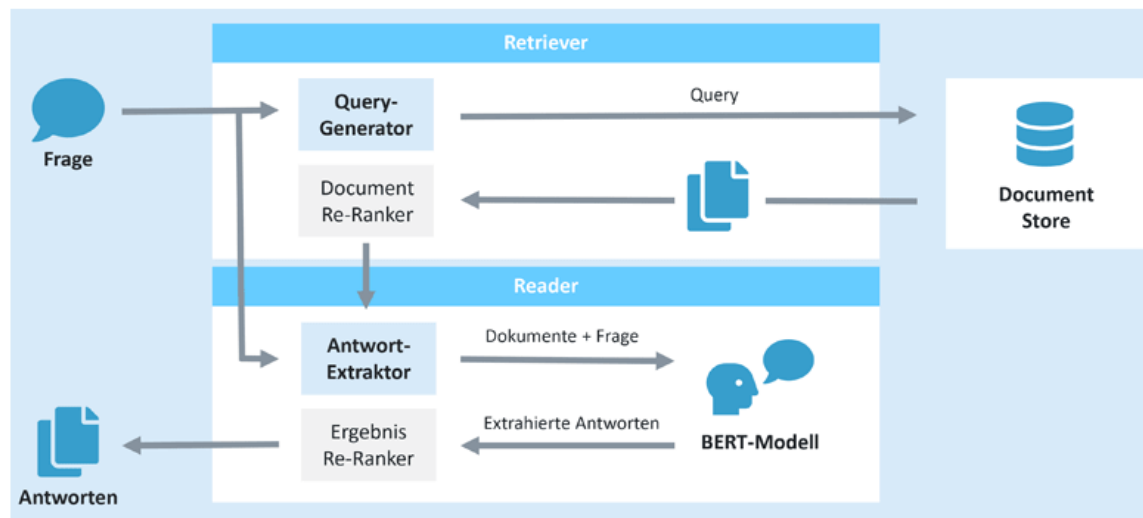 Retriever
Frage
Query-
Generator
Query
Document
Re-Ranker
Document
Store
Reader
Antwort-
Extraktor
Dokumente + Frage
BERT-Modell
Extrahierte Antworten
Ergebnis
Re-Ranker
Antworten